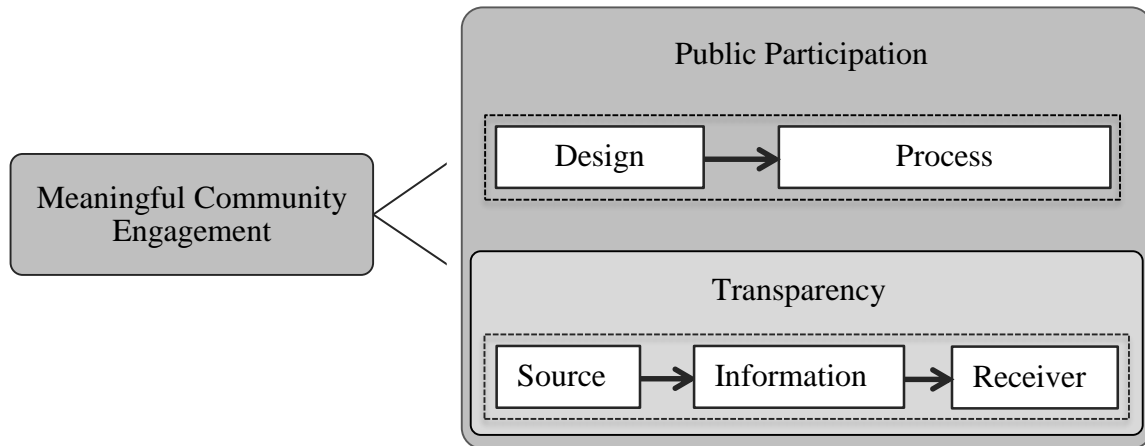 Public Participation
Design
Process
Meaningful Community
Engagement
Transparency
Source
Information
Receiver